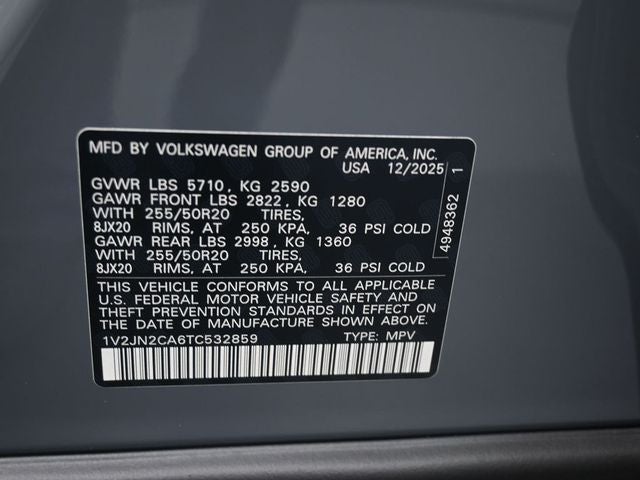 MFD BY VOLKSWAGEN GROUP OF AMERICA, INC.
USA 12/2025
GVWR LBS 5710, KG 2590
GAWR FRONT LBS 2822, KG 1280
WITH 255/50R20 TIRES,
8JX20 RIMS, AT 250 KPA, 36 PSI COLD
GAWR REAR LBS 2998, KG 1360
WITH 255/50R20 TIRES,
8JX20 RIMS, AT 250 KPA, 36 PSI COLD
THIS VEHICLE CONFORMS TO ALL APPLICABLE
U.S. FEDERAL MOTOR VEHICLE SAFETY AND
THEFT PREVENTION STANDARDS IN EFFECT ON
THE DATE OF MANUFACTURE SHOWN ABOVE.
1V2JN2CA6TC532859 TYPE: MPV
4948362 1